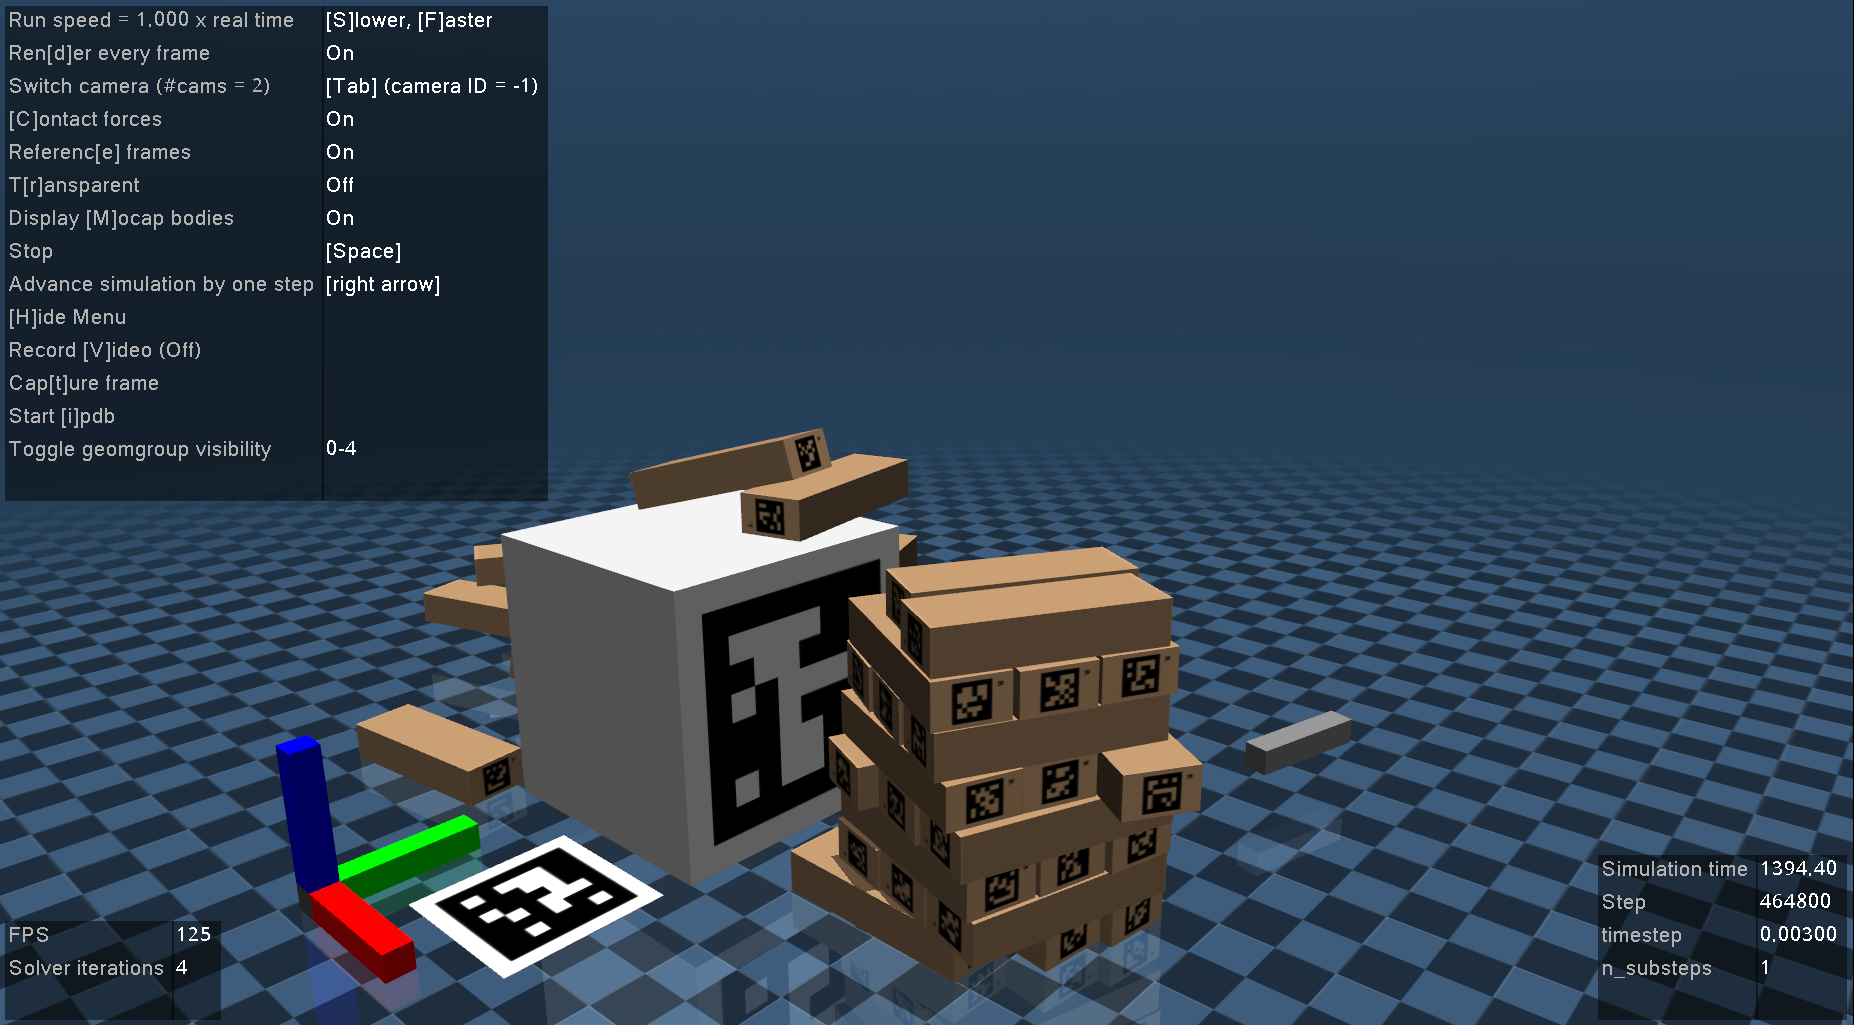 Run speed = 1.000 x real time [S]lower, [F]aster
Ren[d]er every frame On
Switch camera (#cams = 2) [Tab] (camera ID = -1)
[C]ontact forces On
Referenc[e] frames On
T[r]ansparent Off
Display [M]ocap bodies On
Stop [Space]
Advance simulation by one step [right arrow]
[H]ide Menu
Record [V]ideo (Off)
Cap[t]ure frame
Start [i]pdb
Toggle geomgroup visibility 0-4
FPS 125
Solver iterations 4
Simulation time 1394.40
Step 464800
timestep 0.00300
n_substeps 1